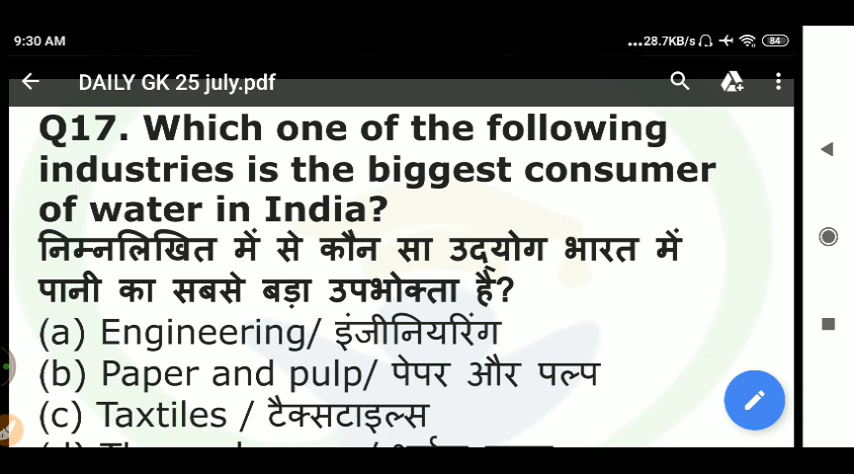 9:30 AM
...28.7KB/s 84
DAILY GK 25 july.pdf
Q17. Which one of the following
industries is the biggest consumer
of water in India?
निम्नलिखित में से कौन सा उद्योग भारत में
पानी का सबसे बड़ा उपभोक्ता है?
(a) Engineering/ इंजीनियरिंग
(b) Paper and pulp/ पेपर और पल्प
(c) Taxtiles / टैक्सटाइल्स